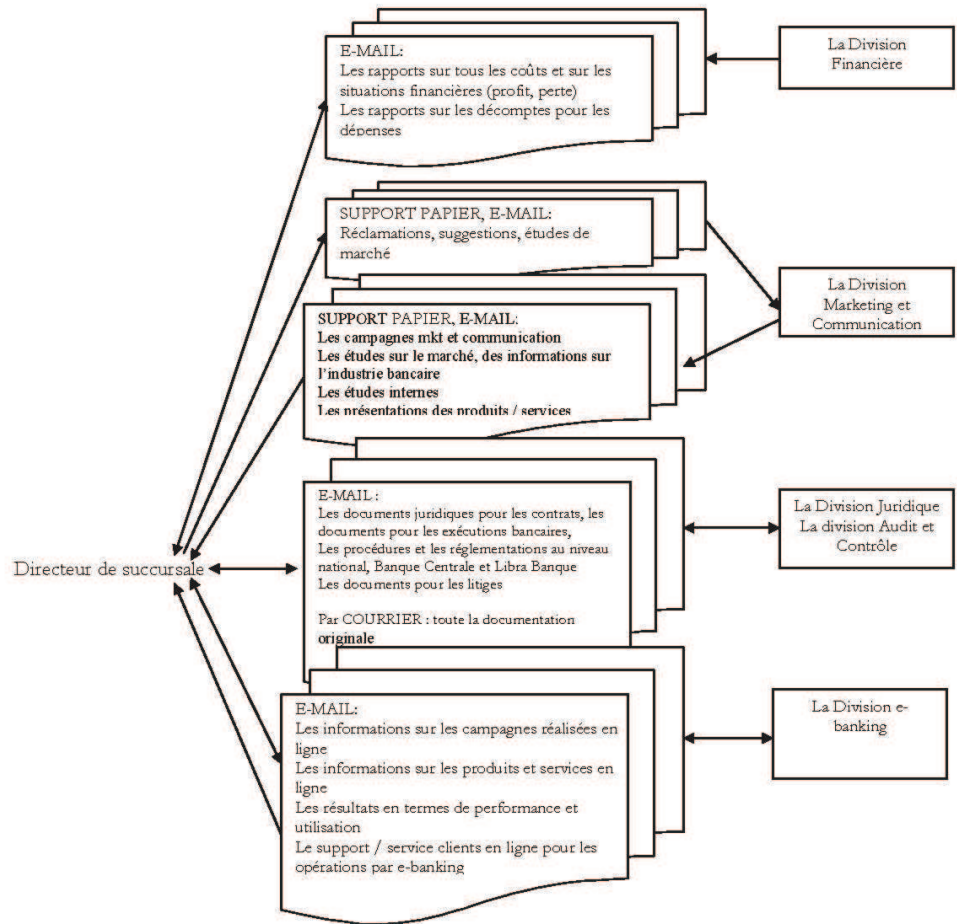 E-MAIL:
Les rapports sur tous les coûts et sur les
situations financières (profit, perte)
Les rapports sur les décomptes pour les
dépenses
La Division
Financière
SUPPORT PAPIER, E-MAIL:
Réclamations, suggestions, études de
marché
SUPPORT PAPIER, E-MAIL:
Les campagnes mkt et communication
Les études sur le marché, des informations sur
l'industrie bancaire
Les études internes
Les présentations des produits / services
La Division
Marketing et
Communication
E-MAIL :
Les documents juridiques pour les contrats, les
documents pour les exécutions bancaires,
Les procédures et les réglementations au niveau
national, Banque Centrale et Libra Banque
Les documents pour les litiges
Par COURRIER : toute la documentation
originale
La Division Juridique
La division Audit et
Contrôle
Directeur de succursale
E-MAIL:
Les informations sur les campagnes réalisées en
ligne
Les informations sur les produits et services en
ligne
Les résultats en termes de performance et
utilisation
Le support / service clients en ligne pour les
opérations par e-banking
La Division e-
banking